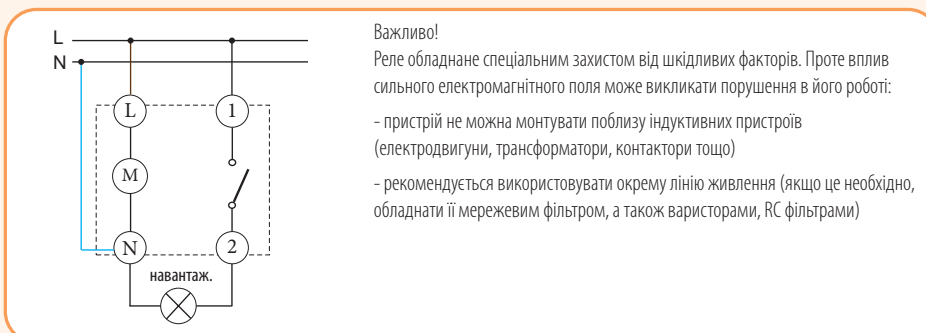 L
N
L
1
M
N
2
навантаж.
Важливо!
Реле обладнане спеціальним захистом від шкідливих факторів. Проте вплив
сильного електромагнітного поля може викликати порушення в його роботі:
- пристрій не можна монтувати поблизу індуктивних пристроїв
(електродвигуни, трансформатори, контактори тощо)
- рекомендується використовувати окрему лінію живлення (якщо це необхідно,
обладнати її мережевим фільтром, а також варисторами, RC фільтрами)